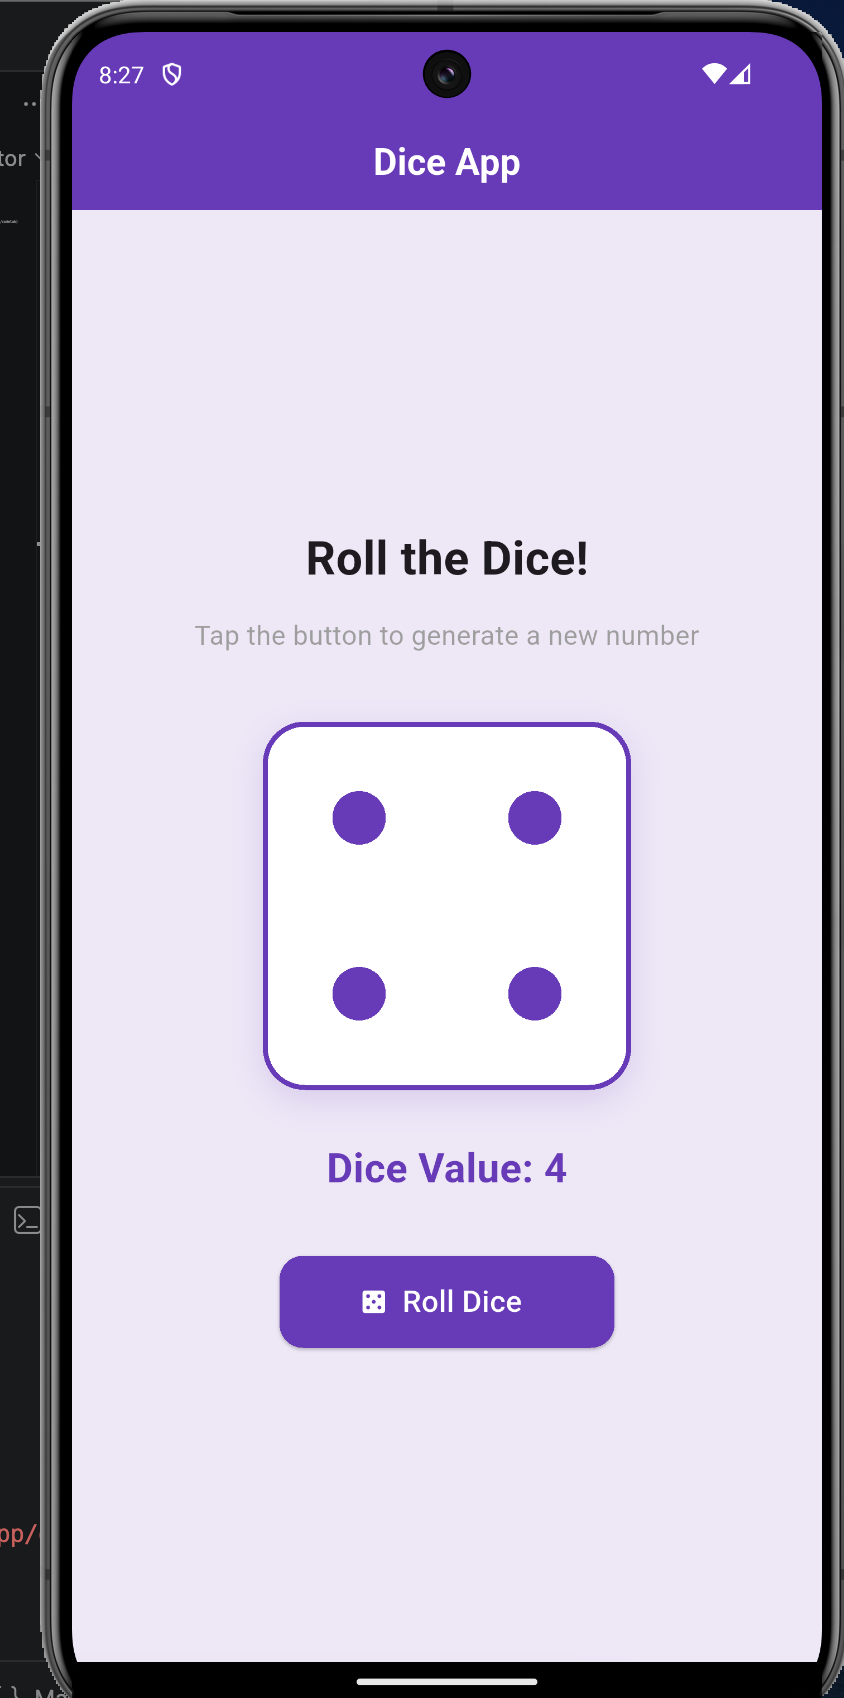 8:27
Dice App
Roll the Dice!
Tap the button to generate a new number
Dice Value: 4
Roll Dice
tor
pp/